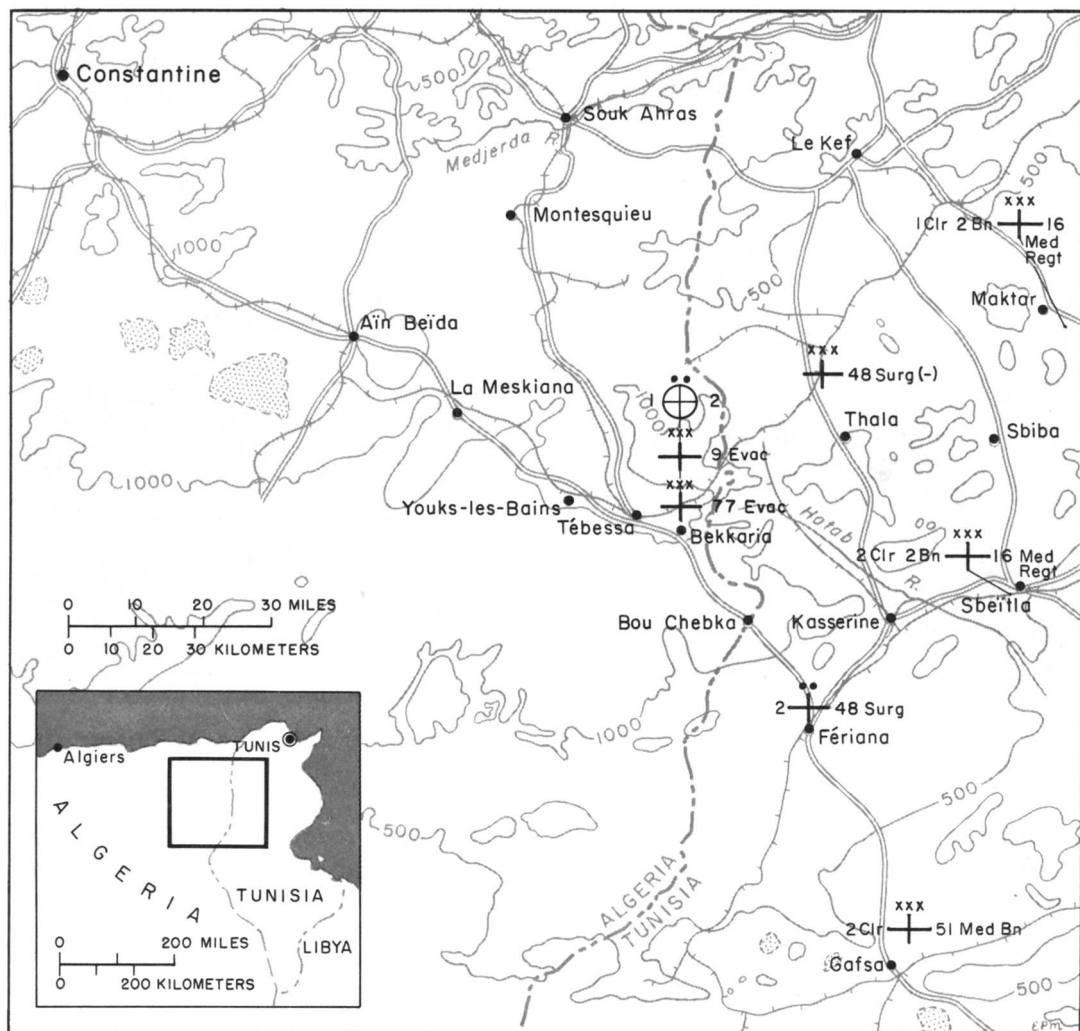 Constantine
500
Souk Ahras
Medjerda R.
Le Kef
500
xxx
1 Clr 2 Bn 16
Med
Regt
Montesquieu
1000
500
Maktar
Aïn Beïda
xxx
48 Surg (-)
La Meskiana
1 2
1000
xxx
9 Evac
Thala
Sbiba
1000
xxx
77 Evac
Youks-les-Bains
Tébessa
Bekkaria
Hatab R.
xxx
2 Clr 2 Bn 16 Med
Regt
Sbeïtla
0 10 20 30 MILES
0 10 20 30 KILOMETERS
Bou Chebka
Kasserine
2 48 Surg
Fériana
1000
500
500
ALGERIA
TUNISIA
xxx
2 Clr 51 Med Bn
Gafsa
500
500
EPM
Algiers
TUNIS
ALGERIA
TUNISIA
LIBYA
0 200 MILES
0 200 KILOMETERS